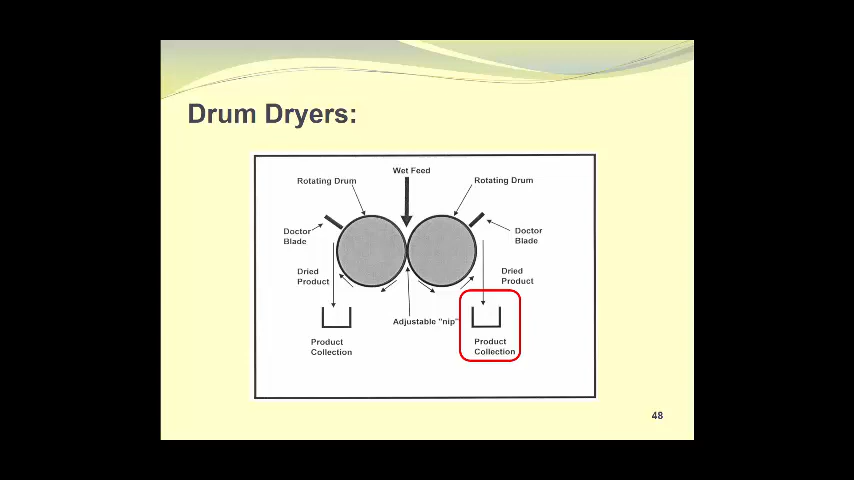 Drum Dryers:
Wet Feed
Rotating Drum
Rotating Drum
Doctor
Blade
Doctor
Blade
Dried
Product
Dried
Product
Adjustable "nip"
Product
Collection
Product
Collection
48